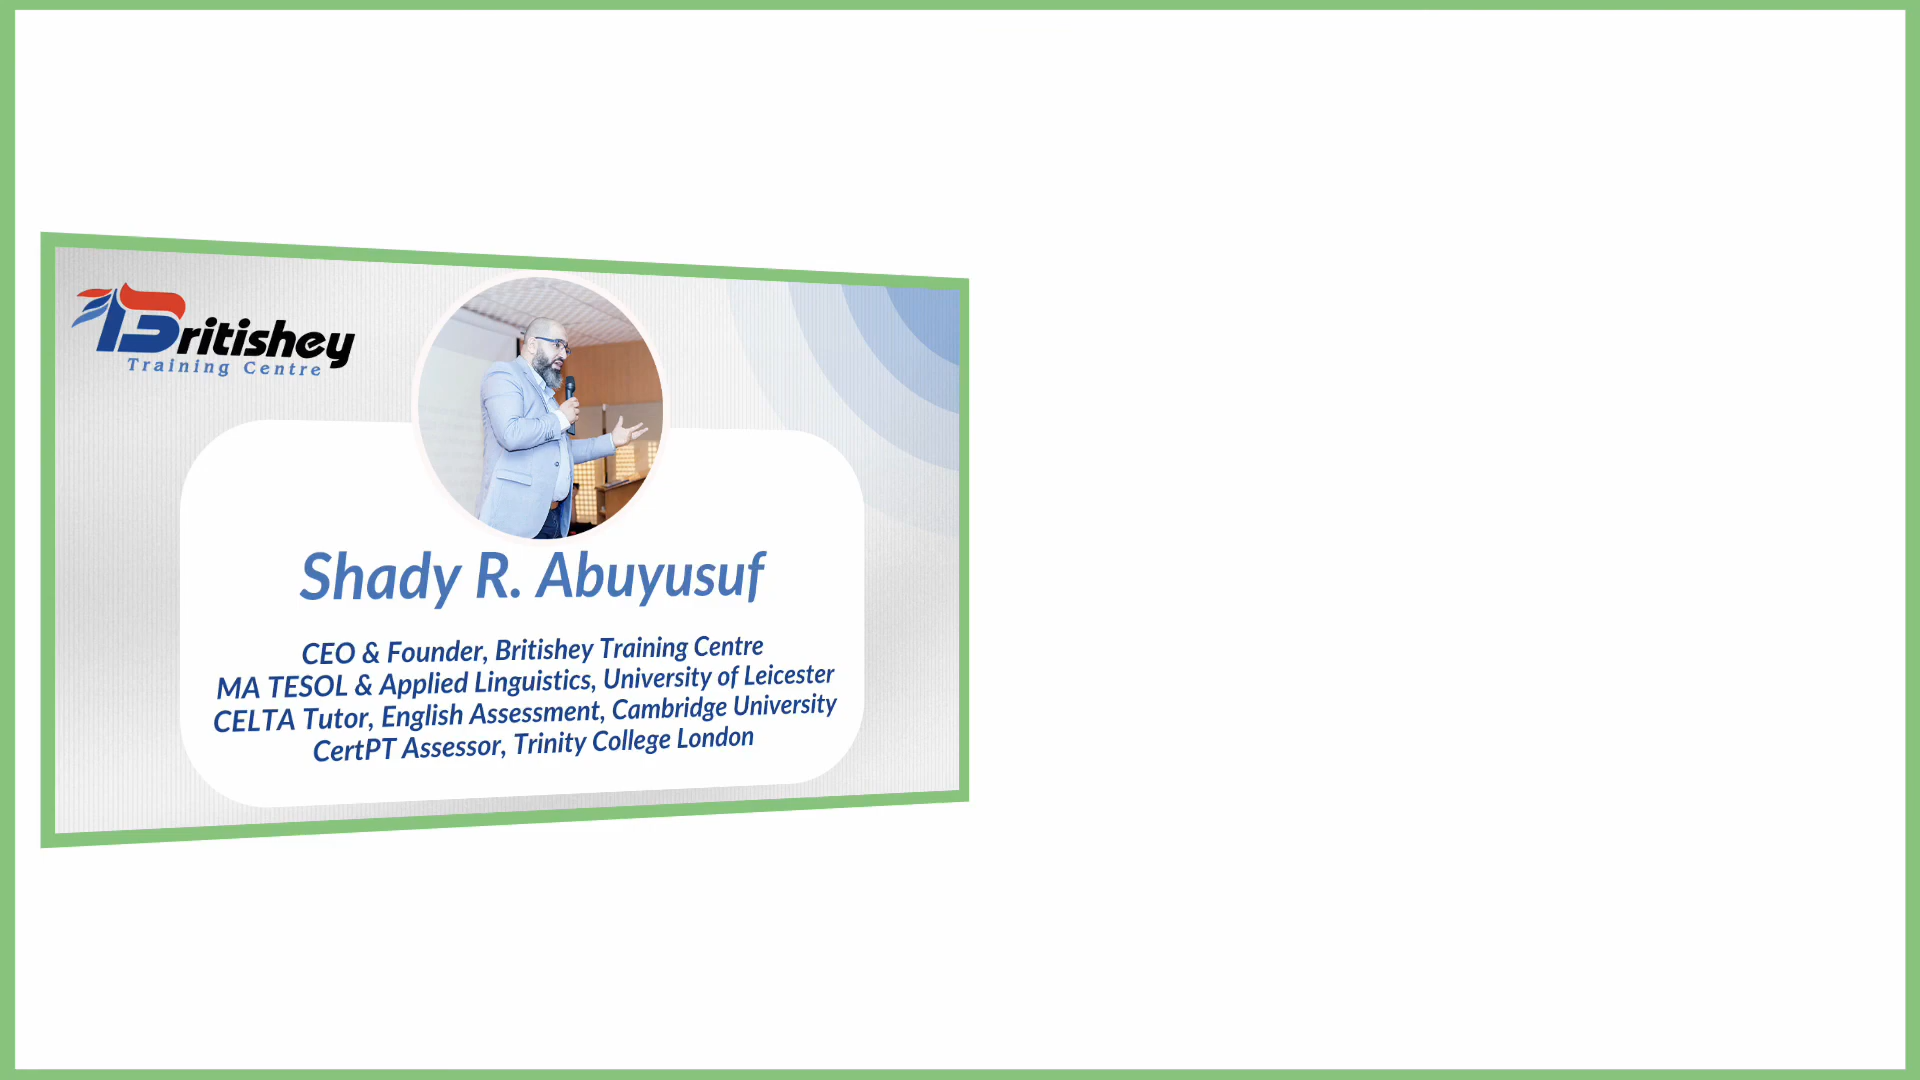 Britishey
Training Centre
Shady R. Abuyusuf
CEO & Founder, Britishey Training Centre
MA TESOL & Applied Linguistics, University of Leicester
CELTA Tutor, English Assessment, Cambridge University
CertPT Assessor, Trinity College London